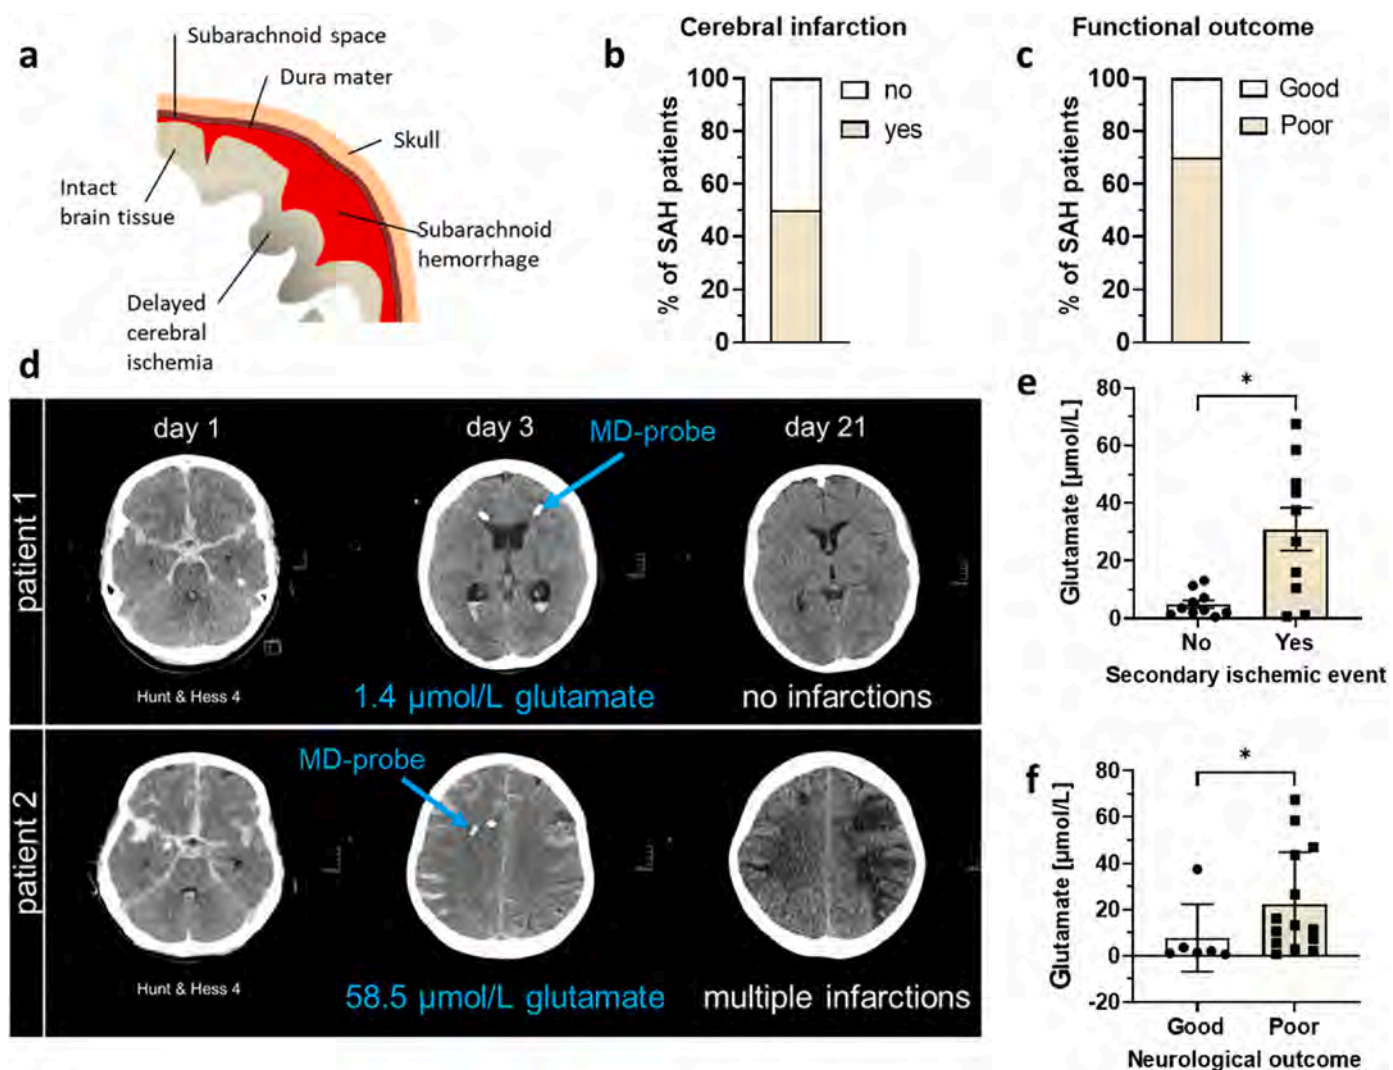 a
Subarachnoid space
Dura mater
Skull
Intact
brain tissue
Subarachnoid
hemorrhage
Delayed
cerebral
ischemia
b
Cerebral infarction
100
80
60
40
20
0
% of SAH patients
no
yes
c
Functional outcome
100
80
60
40
20
0
% of SAH patients
Good
Poor
d
patient 1
day 1
day 3
MD-probe
day 21
Hunt & Hess 4
1.4 µmol/L glutamate
no infarctions
patient 2
MD-probe
Hunt & Hess 4
58.5 µmol/L glutamate
multiple infarctions
e
80
60
40
20
0
Glutamate [µmol/L]
*
No
Yes
Secondary ischemic event
f
80
60
40
20
0
-20
Glutamate [µmol/L]
*
Good
Poor
Neurological outcome